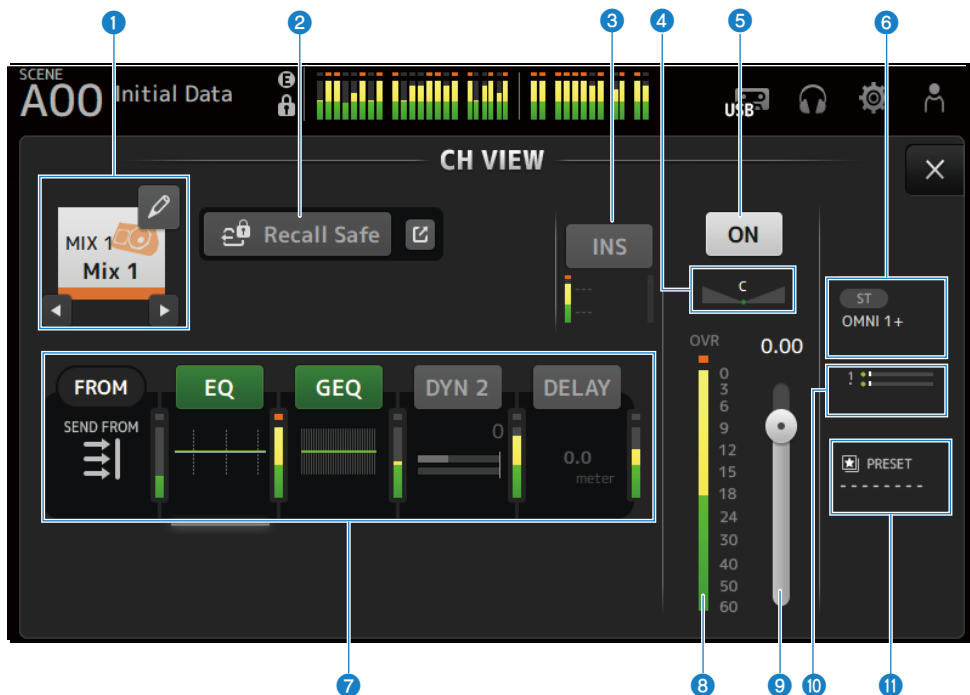 1 2 3 4 5 6
SCENE
A00 Initial Data E
USB
CH VIEW
MIX 1
Mix 1
Recall Safe
INS
---
---
ON
C
ST
OMNI 1+
OVR 0.00
0
3
6
9
12
15
18
24
30
40
50
60
1
!
PRESET
--------
FROM EQ GEQ DYN 2 DELAY
SEND FROM
0
0.0
meter
7 8 9 10 11